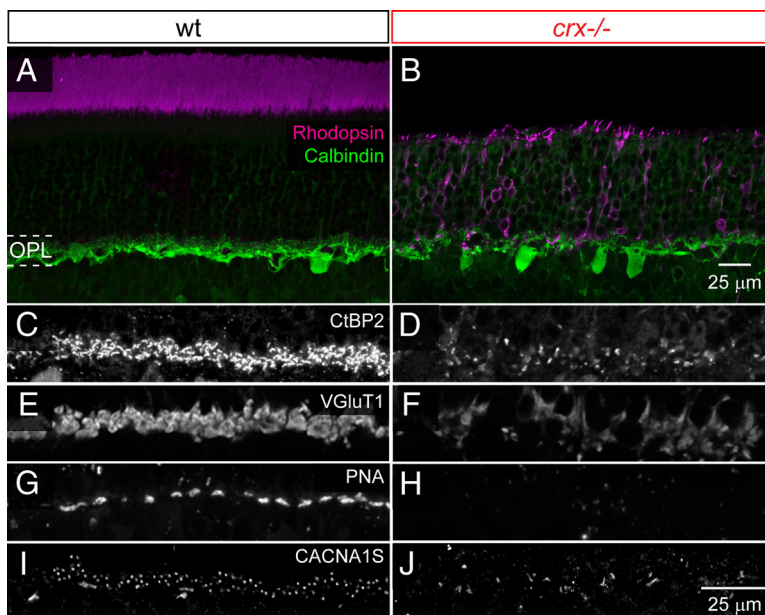 wt
crx-/-
A
B
Rhodopsin
Calbindin
OPL
25 μm
C
CtBP2
D
E
VGluT1
F
G
PNA
H
I
CACNA1S
J
25 μm